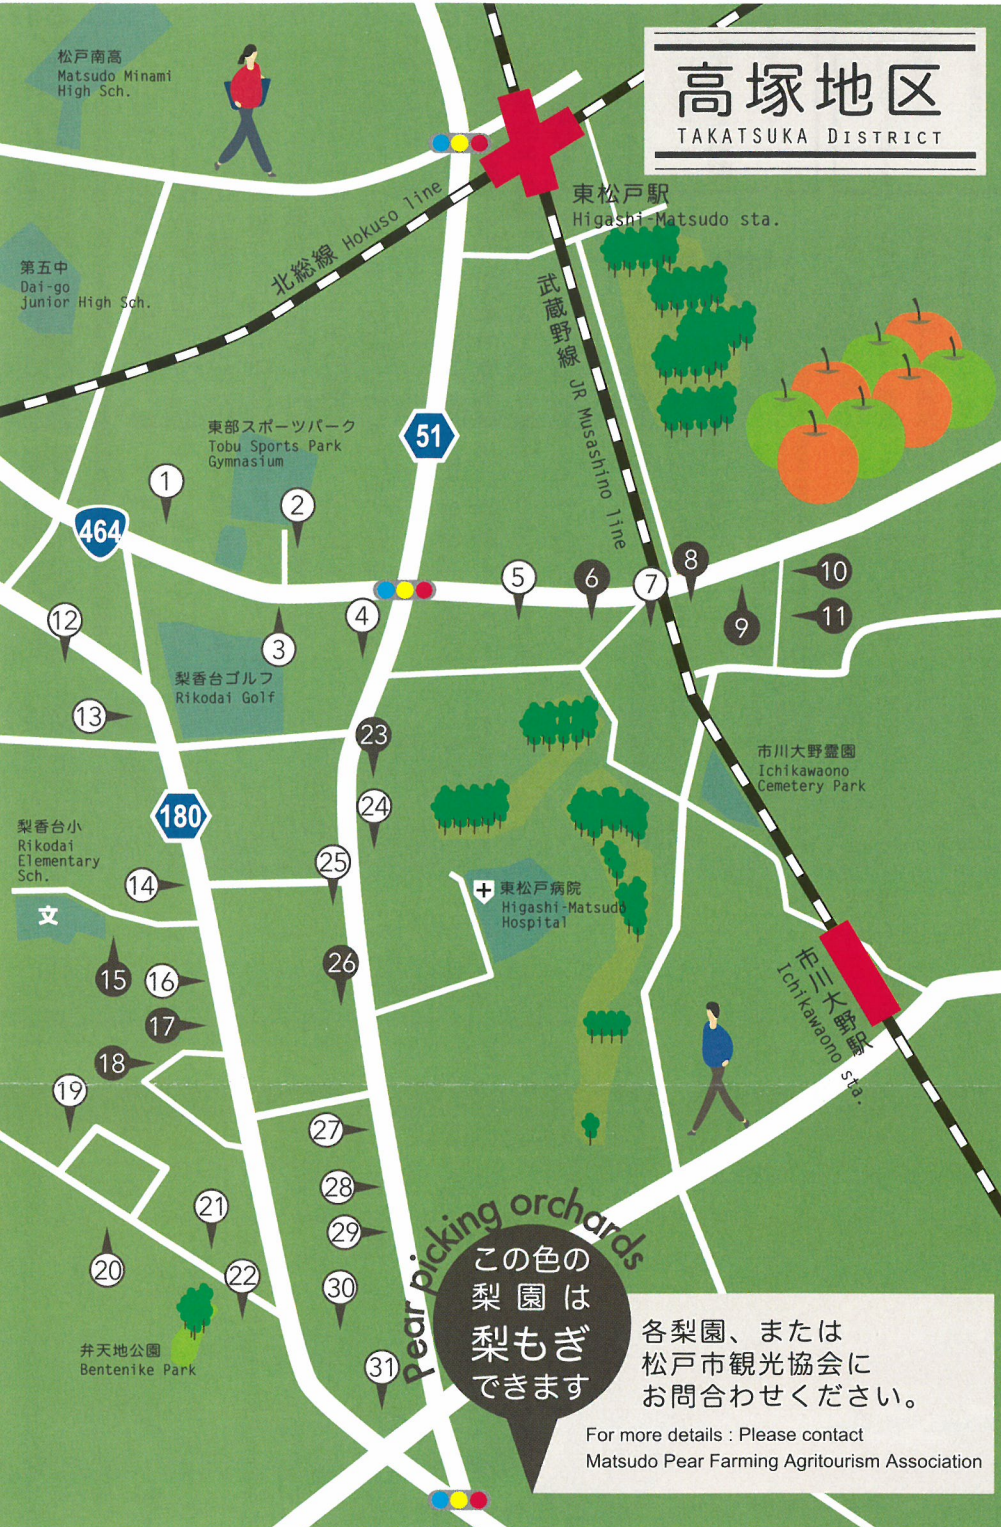 高塚地区
TAKATSUKA DISTRICT
松戸南高
Matsudo Minami
High Sch.
東松戸駅
Higashi-Matsudo sta.
北総線 Hokuso line
第五中
Dai-go
junior High Sch.
武蔵野線 JR Musashino line
51
東部スポーツパーク
Tobu Sports Park
Gymnasium
1
2
464
5
6
7
8
10
9
11
4
3
12
梨香台ゴルフ
Rikodai Golf
13
23
市川大野霊園
Ichikawaono
Cemetery Park
180
24
梨香台小
Rikodai
Elementary
Sch.
文
14
25
東松戸病院
Higashi-Matsudo
Hospital
15
16
26
市川大野駅
Ichikawaono sta.
17
18
19
27
28
21
29
20
22
30
弁天地公園
Bentenike Park
31
Pear picking orchards
この色の
梨園は
梨もぎ
できます
各梨園、または
松戸市観光協会に
お問合わせください。
For more details : Please contact
Matsudo Pear Farming Agritourism Association